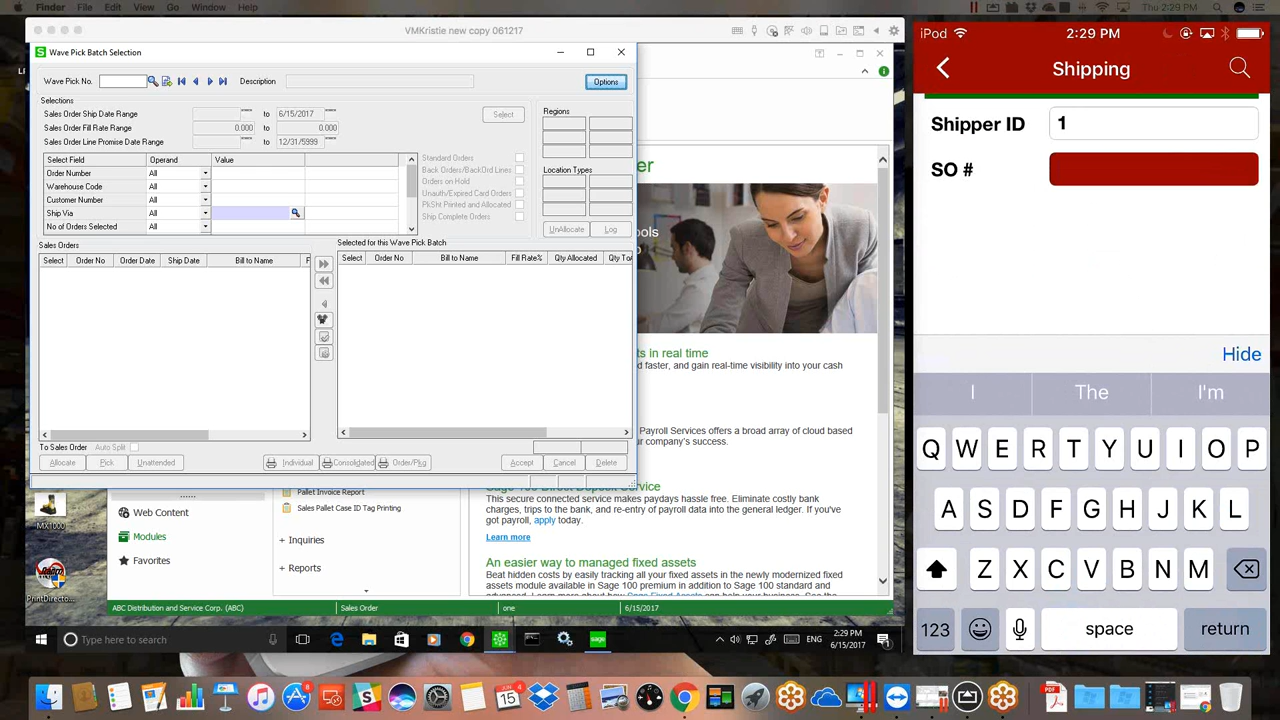 Finder File Edit View Go Window Help Thu 2:29 PM
VMKristie new copy 061217
Wave Pick Batch Selection
Wave Pick No. Description Options
Selections
Sales Order Ship Date Range to 6/15/2017 Select
Sales Order Fill Rate Range 0.000 to 0.000
Sales Order Line Promise Date Range to 12/31/5999
Select Field Operand Value
Order Number All
Warehouse Code All
Customer Number All
Ship Via All
No of Orders Selected All
Standard Orders
Back Orders/BackOrd Lines
Orders on Hold
Unauth/Expired Card Orders
PkSht Printed and Allocated
Ship Complete Orders
Regions
Location Types
UnAllocate Log
Sales Orders
Select Order No Order Date Ship Date Bill to Name F
Selected for this Wave Pick Batch
Select Order No Bill to Name Fill Rate% Qty Allocated Qty ToA
To Sales Order Auto Split
Allocate Pick Unattended Individual Consolidated Order/Pkg Accept Cancel Delete
er
ols
o
ts in real time
d faster, and gain real-time visibility into your cash
Payroll Services offers a broad array of cloud based
ur company's success.
Sage 100 Direct Deposit Service
This secure connected service makes paydays hassle free. Eliminate costly bank
charges, trips to the bank, and re-entry of payroll data into the general ledger. If you've
got payroll, apply today.
Learn more
An easier way to managed fixed assets
Beat hidden costs by easily tracking all your fixed assets in the newly modernized fixed
assets module available in Sage 100 premium in addition to Sage 100 standard and
MX1000
PrintDirecto...
Web Content
Modules
Favorites
Pallet Invoice Report
Sales Pallet Case ID Tag Printing
+ Inquiries
+ Reports
ABC Distribution and Service Corp. (ABC) Sales Order one 6/15/2017
Type here to search
ENG 2:29 PM
6/15/2017
iPod 2:29 PM
Shipping
Shipper ID 1
SO #
Hide
I The I'm
Q W E R T Y U I O P
A S D F G H J K L
Z X C V B N M
123 space return